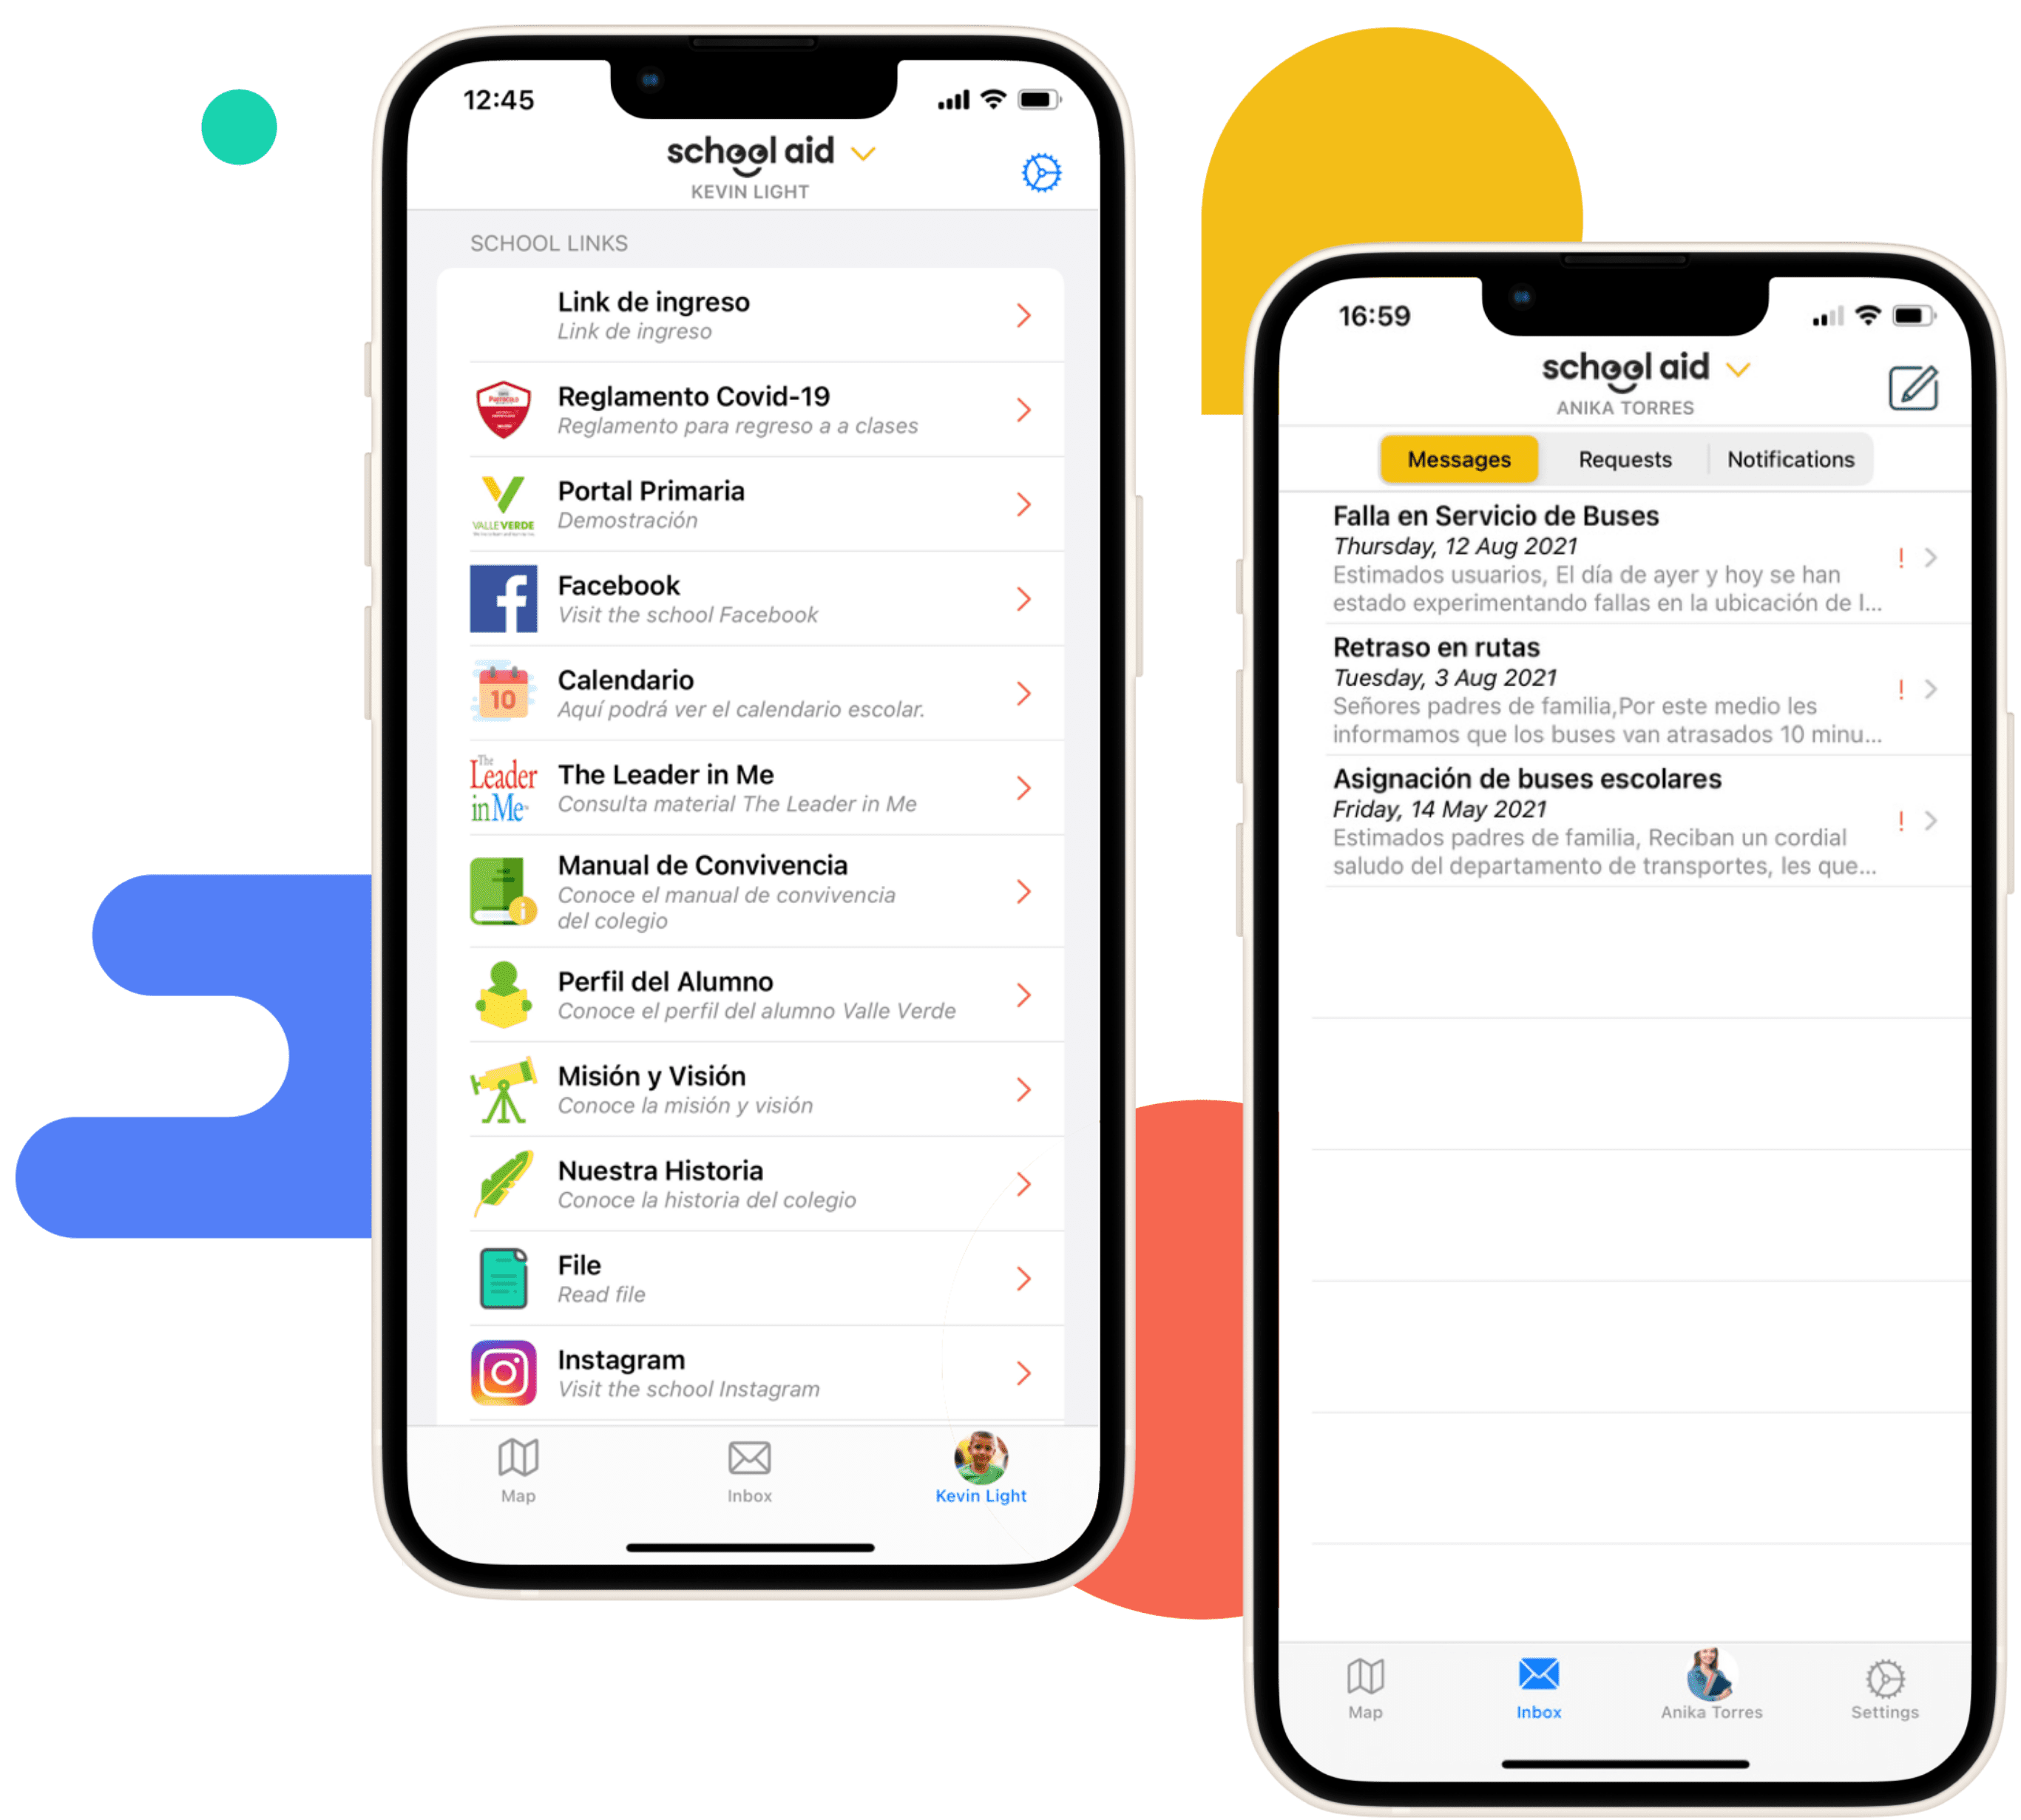 12:45
school aid
KEVIN LIGHT
SCHOOL LINKS
Link de ingreso
Link de ingreso
Reglamento Covid-19
Reglamento para regreso a a clases
VALLEVERDE
Portal Primaria
Demostración
Facebook
Visit the school Facebook
10
Calendario
Aquí podrá ver el calendario escolar.
The
Leader
in Me
The Leader in Me
Consulta material The Leader in Me
Manual de Convivencia
Conoce el manual de convivencia
del colegio
Perfil del Alumno
Conoce el perfil del alumno Valle Verde
Misión y Visión
Conoce la misión y visión
Nuestra Historia
Conoce la historia del colegio
File
Read file
Instagram
Visit the school Instagram
Map
Inbox
Kevin Light
16:59
school aid
ANIKA TORRES
Messages
Requests
Notifications
Falla en Servicio de Buses
Thursday, 12 Aug 2021
Estimados usuarios, El día de ayer y hoy se han
estado experimentando fallas en la ubicación de l...
!
Retraso en rutas
Tuesday, 3 Aug 2021
Señores padres de familia,Por este medio les
informamos que los buses van atrasados 10 minu...
!
Asignación de buses escolares
Friday, 14 May 2021
Estimados padres de familia, Reciban un cordial
saludo del departamento de transportes, les que...
!
Map
Inbox
Anika Torres
Settings